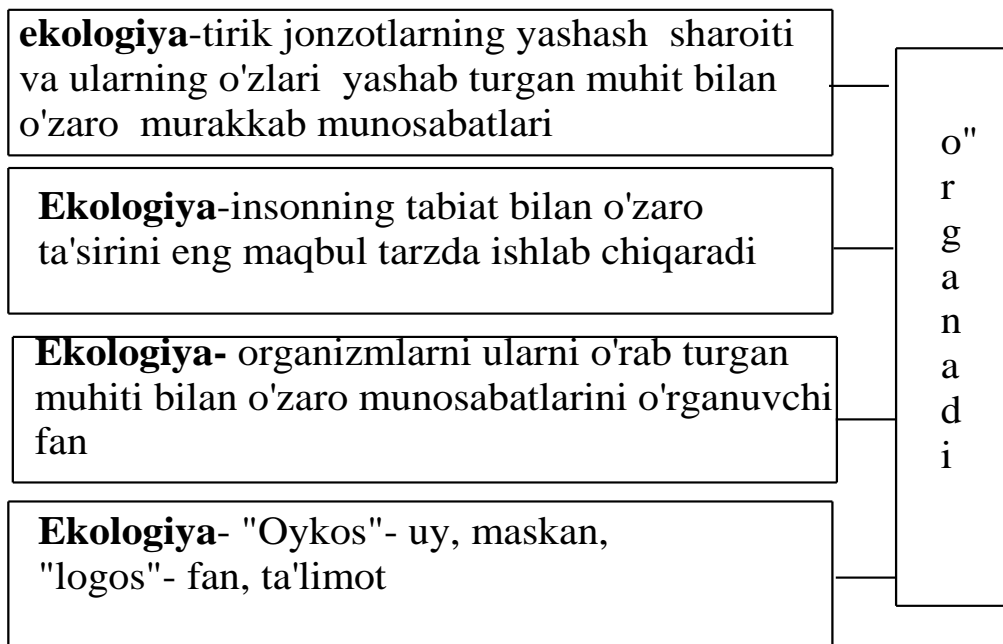 ekologiya-tirik jonzotlarning yashash sharoiti
va ularning o'zlari yashab turgan muhit bilan
o'zaro murakkab munosabatlari
Ekologiya-insonning tabiat bilan o'zaro
ta'sirini eng maqbul tarzda ishlab chiqaradi
Ekologiya- organizmlarni ularni o'rab turgan
muhiti bilan o'zaro munosabatlarini o'rganuvchi
fan
Ekologiya- "Oykos"- uy, maskan,
"logos"- fan, ta'limot
o"
r
g
a
n
a
d
i